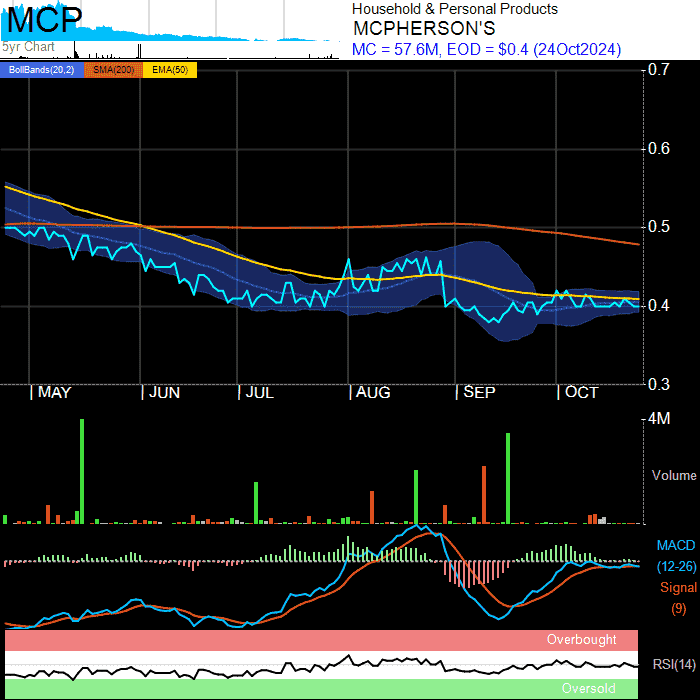 MCP
5yr Chart
Household & Personal Products
MCPHERSON'S
MC = 57.6M, EOD = $0.4 (24Oct2024)
BollBands(20,2) SMA(200) EMA(50)
0.7
0.6
0.5
0.4
0.3
MAY JUN JUL AUG SEP OCT
4M
Volume
MACD
(12-26)
Signal
(9)
Overbought
RSI(14)
Oversold